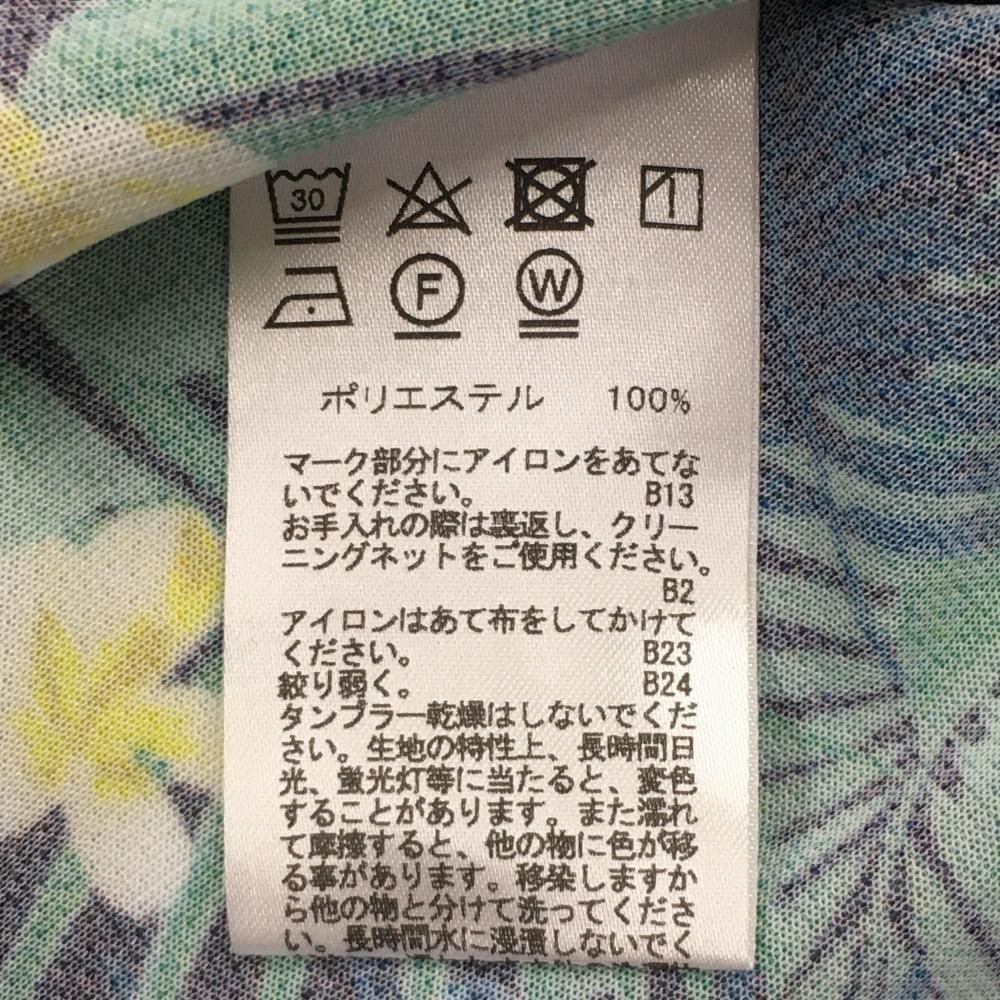 30
F
W
ポリエステル 100%
マーク部分にアイロンをあてな
いでください。 B13
お手入れの際は裏返し、クリー
ニングネットをご使用ください。
B2
アイロンはあて布をしてかけて
ください。 B23
絞り弱く。 B24
タンブラー乾燥はしないでくだ
さい。生地の特性上、長時間日
光、蛍光灯等に当たると、変色
することがあります。また濡れ
て摩擦すると、他の物に色が移
る事があります。移染しますか
ら他の物と分けて洗ってくださ
い。長時間水に浸漬しないでく